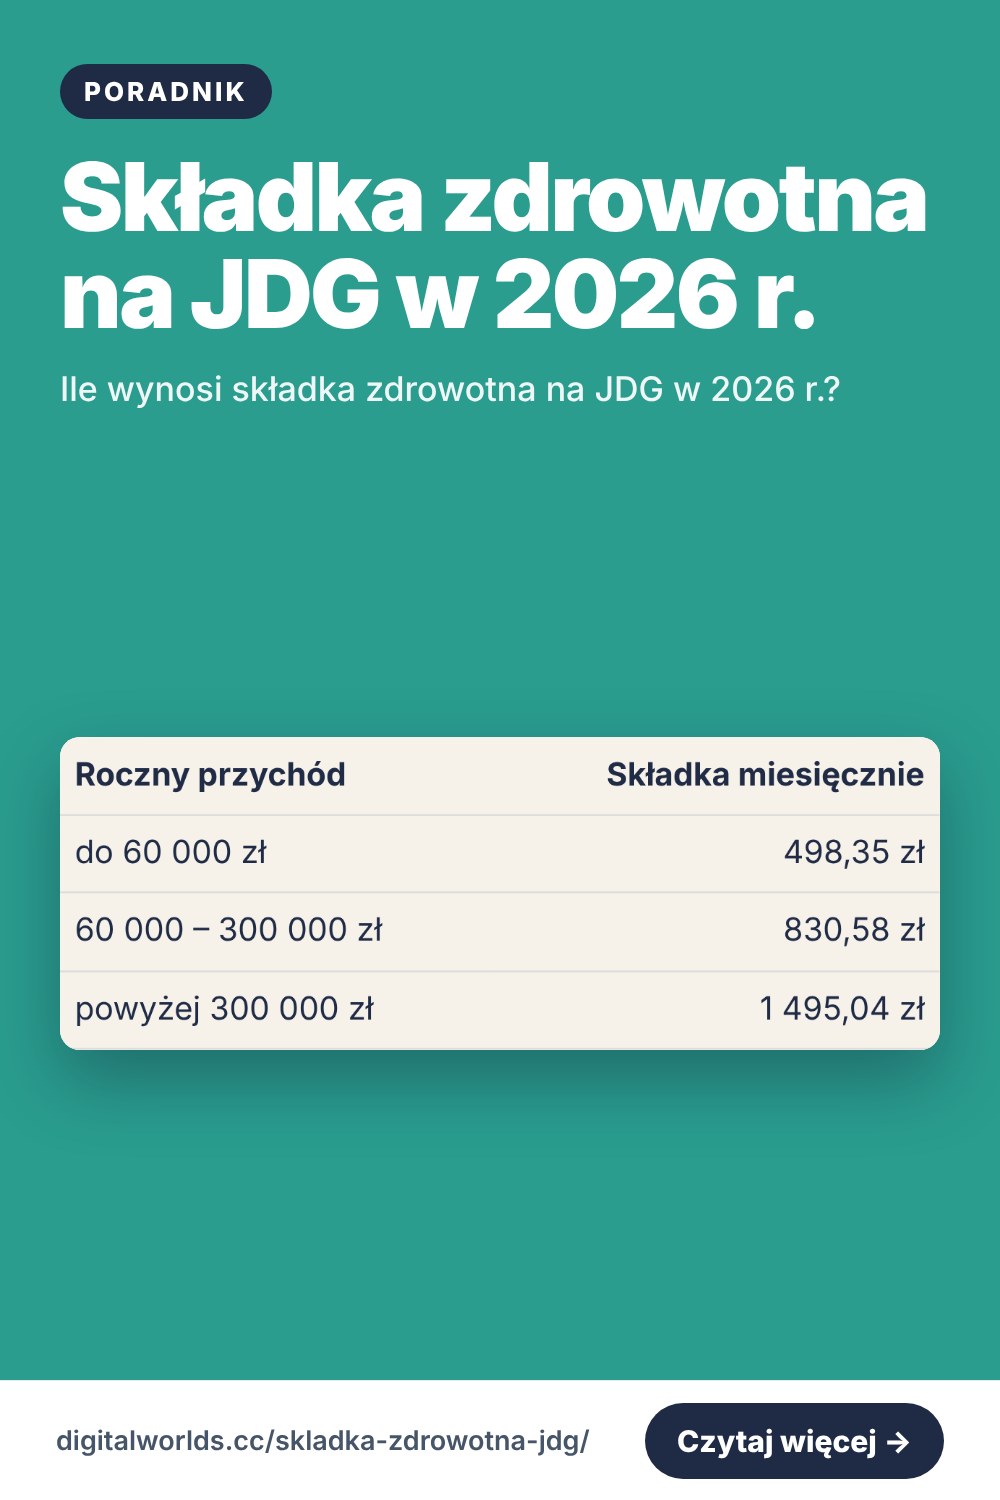 PORADNIK
Składka zdrowotna
na JDG w 2026 r.
Ile wynosi składka zdrowotna na JDG w 2026 r.?
Roczny przychód Składka miesięcznie
do 60 000 zł 498,35 zł
60 000 – 300 000 zł 830,58 zł
powyżej 300 000 zł 1 495,04 zł
digitalworlds.cc/skladka-zdrowotna-jdg/ Czytaj więcej →